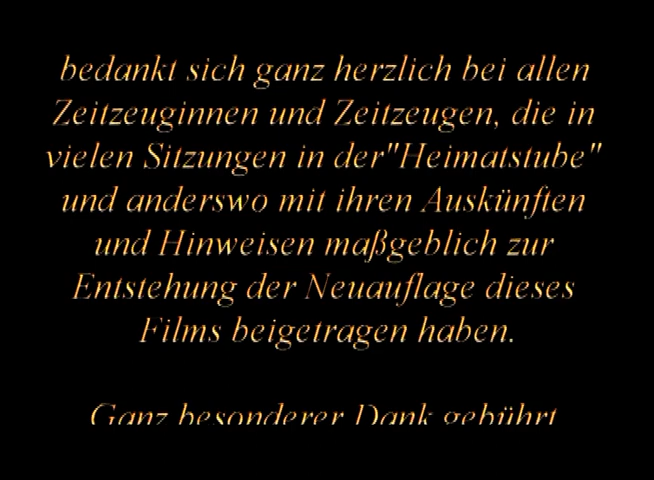 bedankt sich ganz herzlich bei allen
Zeitzeuginnen und Zeitzeugen, die in
vielen Sitzungen in der"Heimatstube"
und anderswo mit ihren Auskünften
und Hinweisen maßgeblich zur
Entstehung der Neuauflage dieses
Films beigetragen haben.
Ganz besonderer Dank gebührt